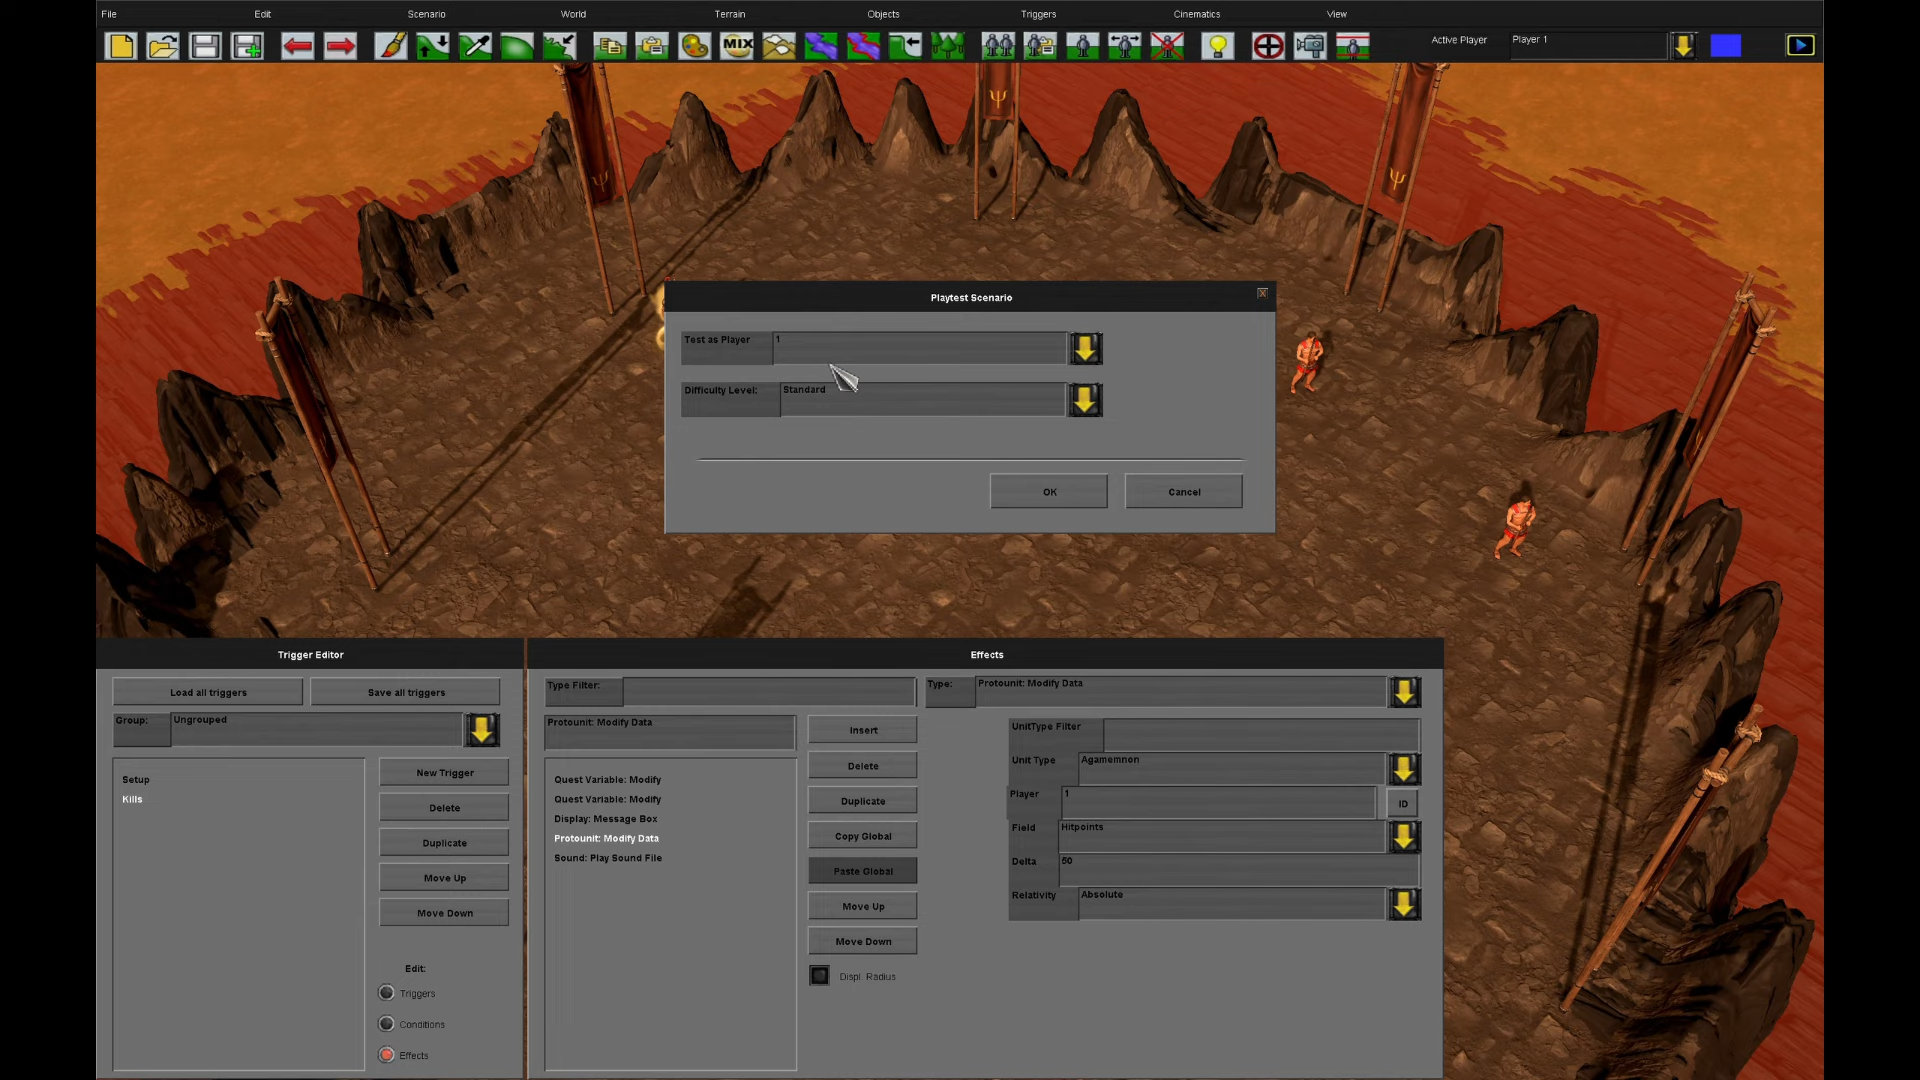 File Edit Scenario World Terrain Objects Triggers Cinematics View
MIX
Active Player Player 1
Playtest Scenario
Test as Player 1
Difficulty Level: Standard
OK Cancel
Trigger Editor
Load all triggers Save all triggers
Group: Ungrouped
Setup
Kills
New Trigger
Delete
Duplicate
Move Up
Move Down
Edit:
Triggers
Conditions
Effects
Effects
Type Filter:
Type: Protounit: Modify Data
Protounit: Modify Data
Quest Variable: Modify
Quest Variable: Modify
Display: Message Box
Protounit: Modify Data
Sound: Play Sound File
Insert
Delete
Duplicate
Copy Global
Paste Global
Move Up
Move Down
Displ. Radius
UnitType Filter
Unit Type Agamemnon
Player 1 ID
Field Hitpoints
Delta 50
Relativity Absolute